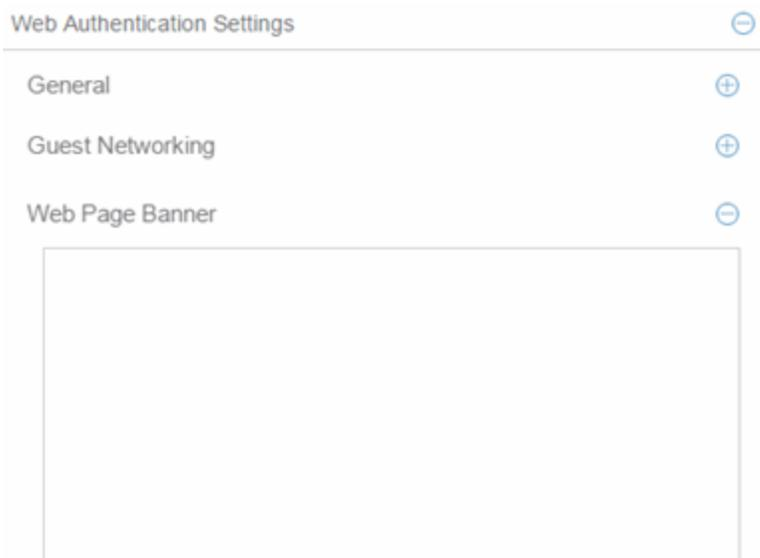 Web Authentication Settings
General
Guest Networking
Web Page Banner